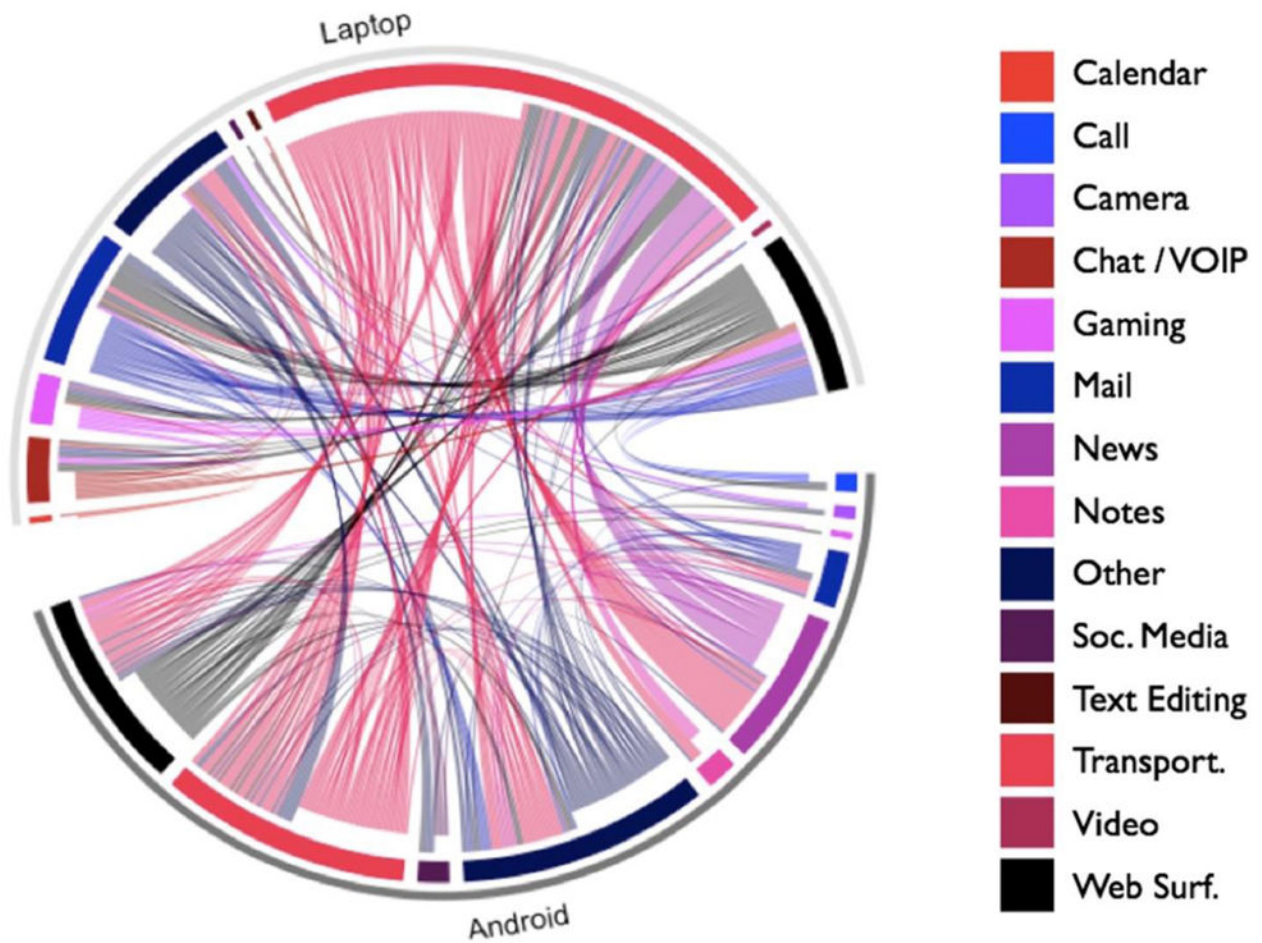 Laptop
Calendar
Call
Camera
Chat / VOIP
Gaming
Mail
News
Notes
Other
Soc. Media
Text Editing
Transport.
Video
Web Surf.
Android